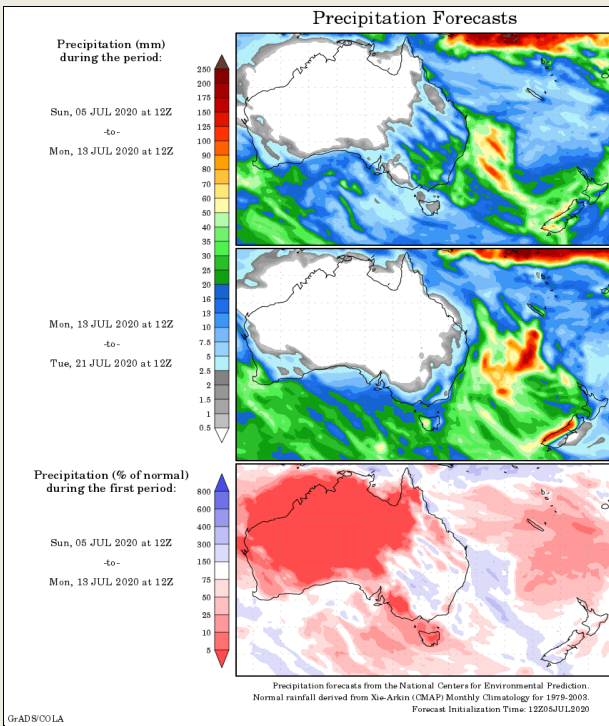 Precipitation Forecasts
Precipitation (mm)
during the period:
Sun, 05 JUL 2020 at 12Z
-to-
Mon, 13 JUL 2020 at 12Z
250
200
175
150
125
100
90
80
70
60
50
40
35
30
25
20
16
13
10
7.5
5
2.5
2
1.5
1
0.5
Mon, 13 JUL 2020 at 12Z
-to-
Tue, 21 JUL 2020 at 12Z
Precipitation (% of normal)
during the first period:
Sun, 05 JUL 2020 at 12Z
-to-
Mon, 13 JUL 2020 at 12Z
800
600
400
300
150
75
50
25
10
5
Precipitation forecasts from the National Centers for Environmental Prediction.
Normal rainfall derived from Xie-Arkin (CMAP) Monthly Climatology for 1979-2003.
Forecast Initialization Time: 12Z05JUL2020
GrADS/COLA